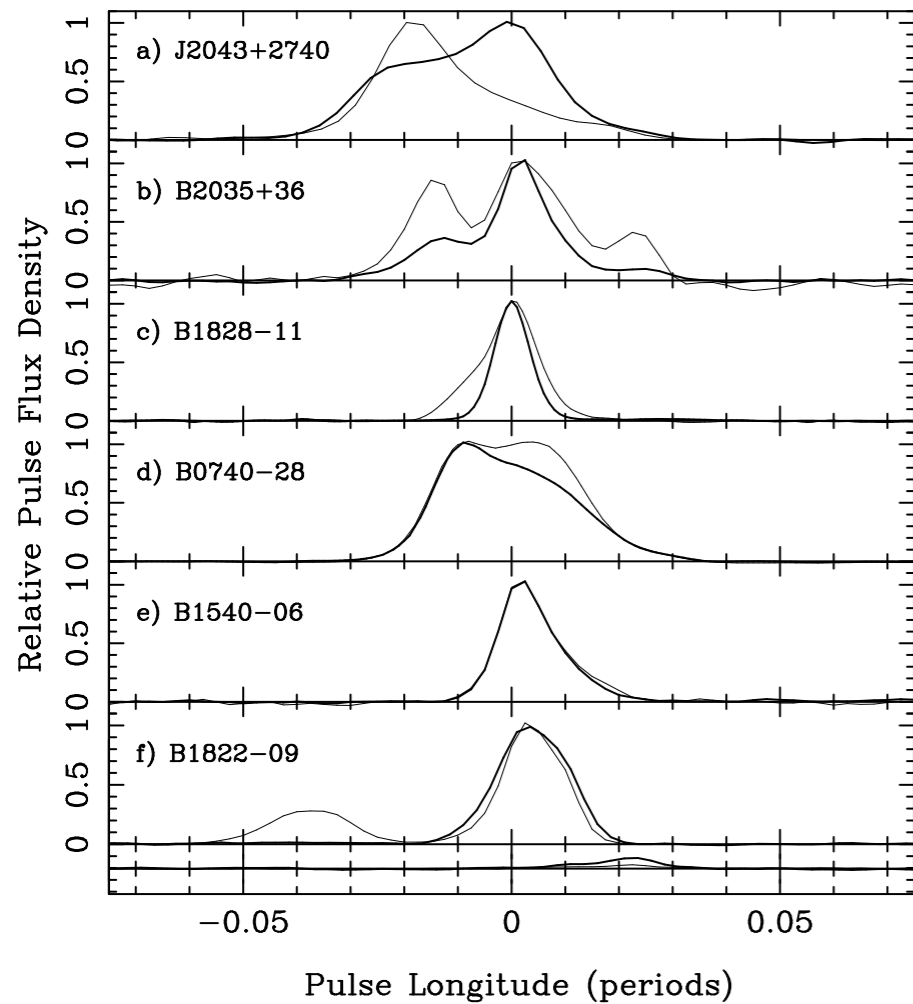 Relative Pulse Flux Density
a) J2043+2740
1
0.5
0
b) B2035+36
1
0.5
0
c) B1828−11
1
0.5
0
d) B0740−28
1
0.5
0
e) B1540−06
1
0.5
0
f) B1822−09
1
0.5
0
−0.05 0 0.05
Pulse Longitude (periods)